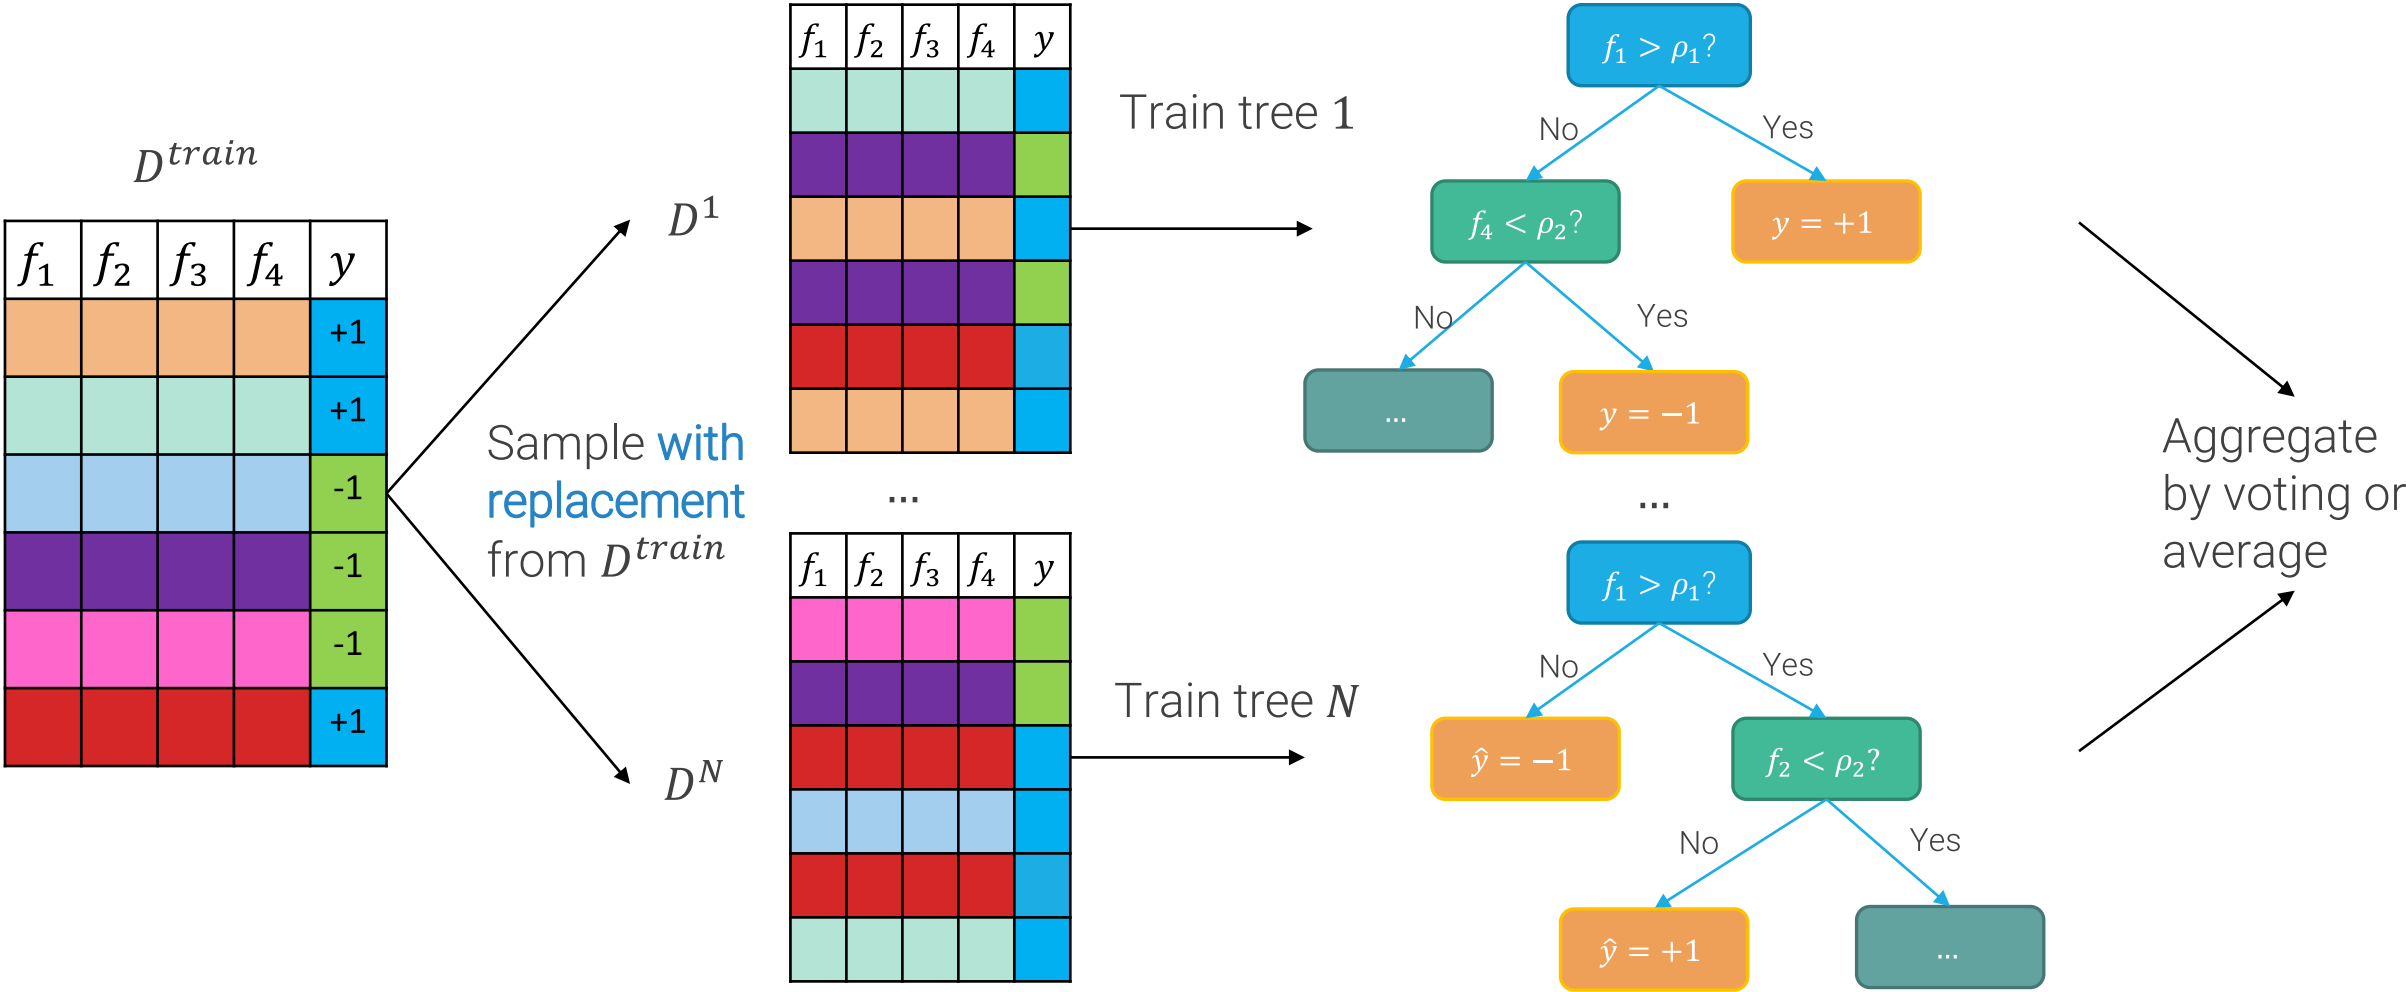 D^train
f₁ f₂ f₃ f₄ y
+1
+1
-1
-1
-1
+1
Sample with
replacement
from D^train
D¹
f₁ f₂ f₃ f₄ y
...
D^N
f₁ f₂ f₃ f₄ y
Train tree 1
Train tree N
f₁ > ρ₁?
No Yes
f₄ < ρ₂? y = +1
No Yes
... y = −1
...
f₁ > ρ₁?
No Yes
ŷ = −1 f₂ < ρ₂?
No Yes
ŷ = +1 ...
Aggregate
by voting or
average